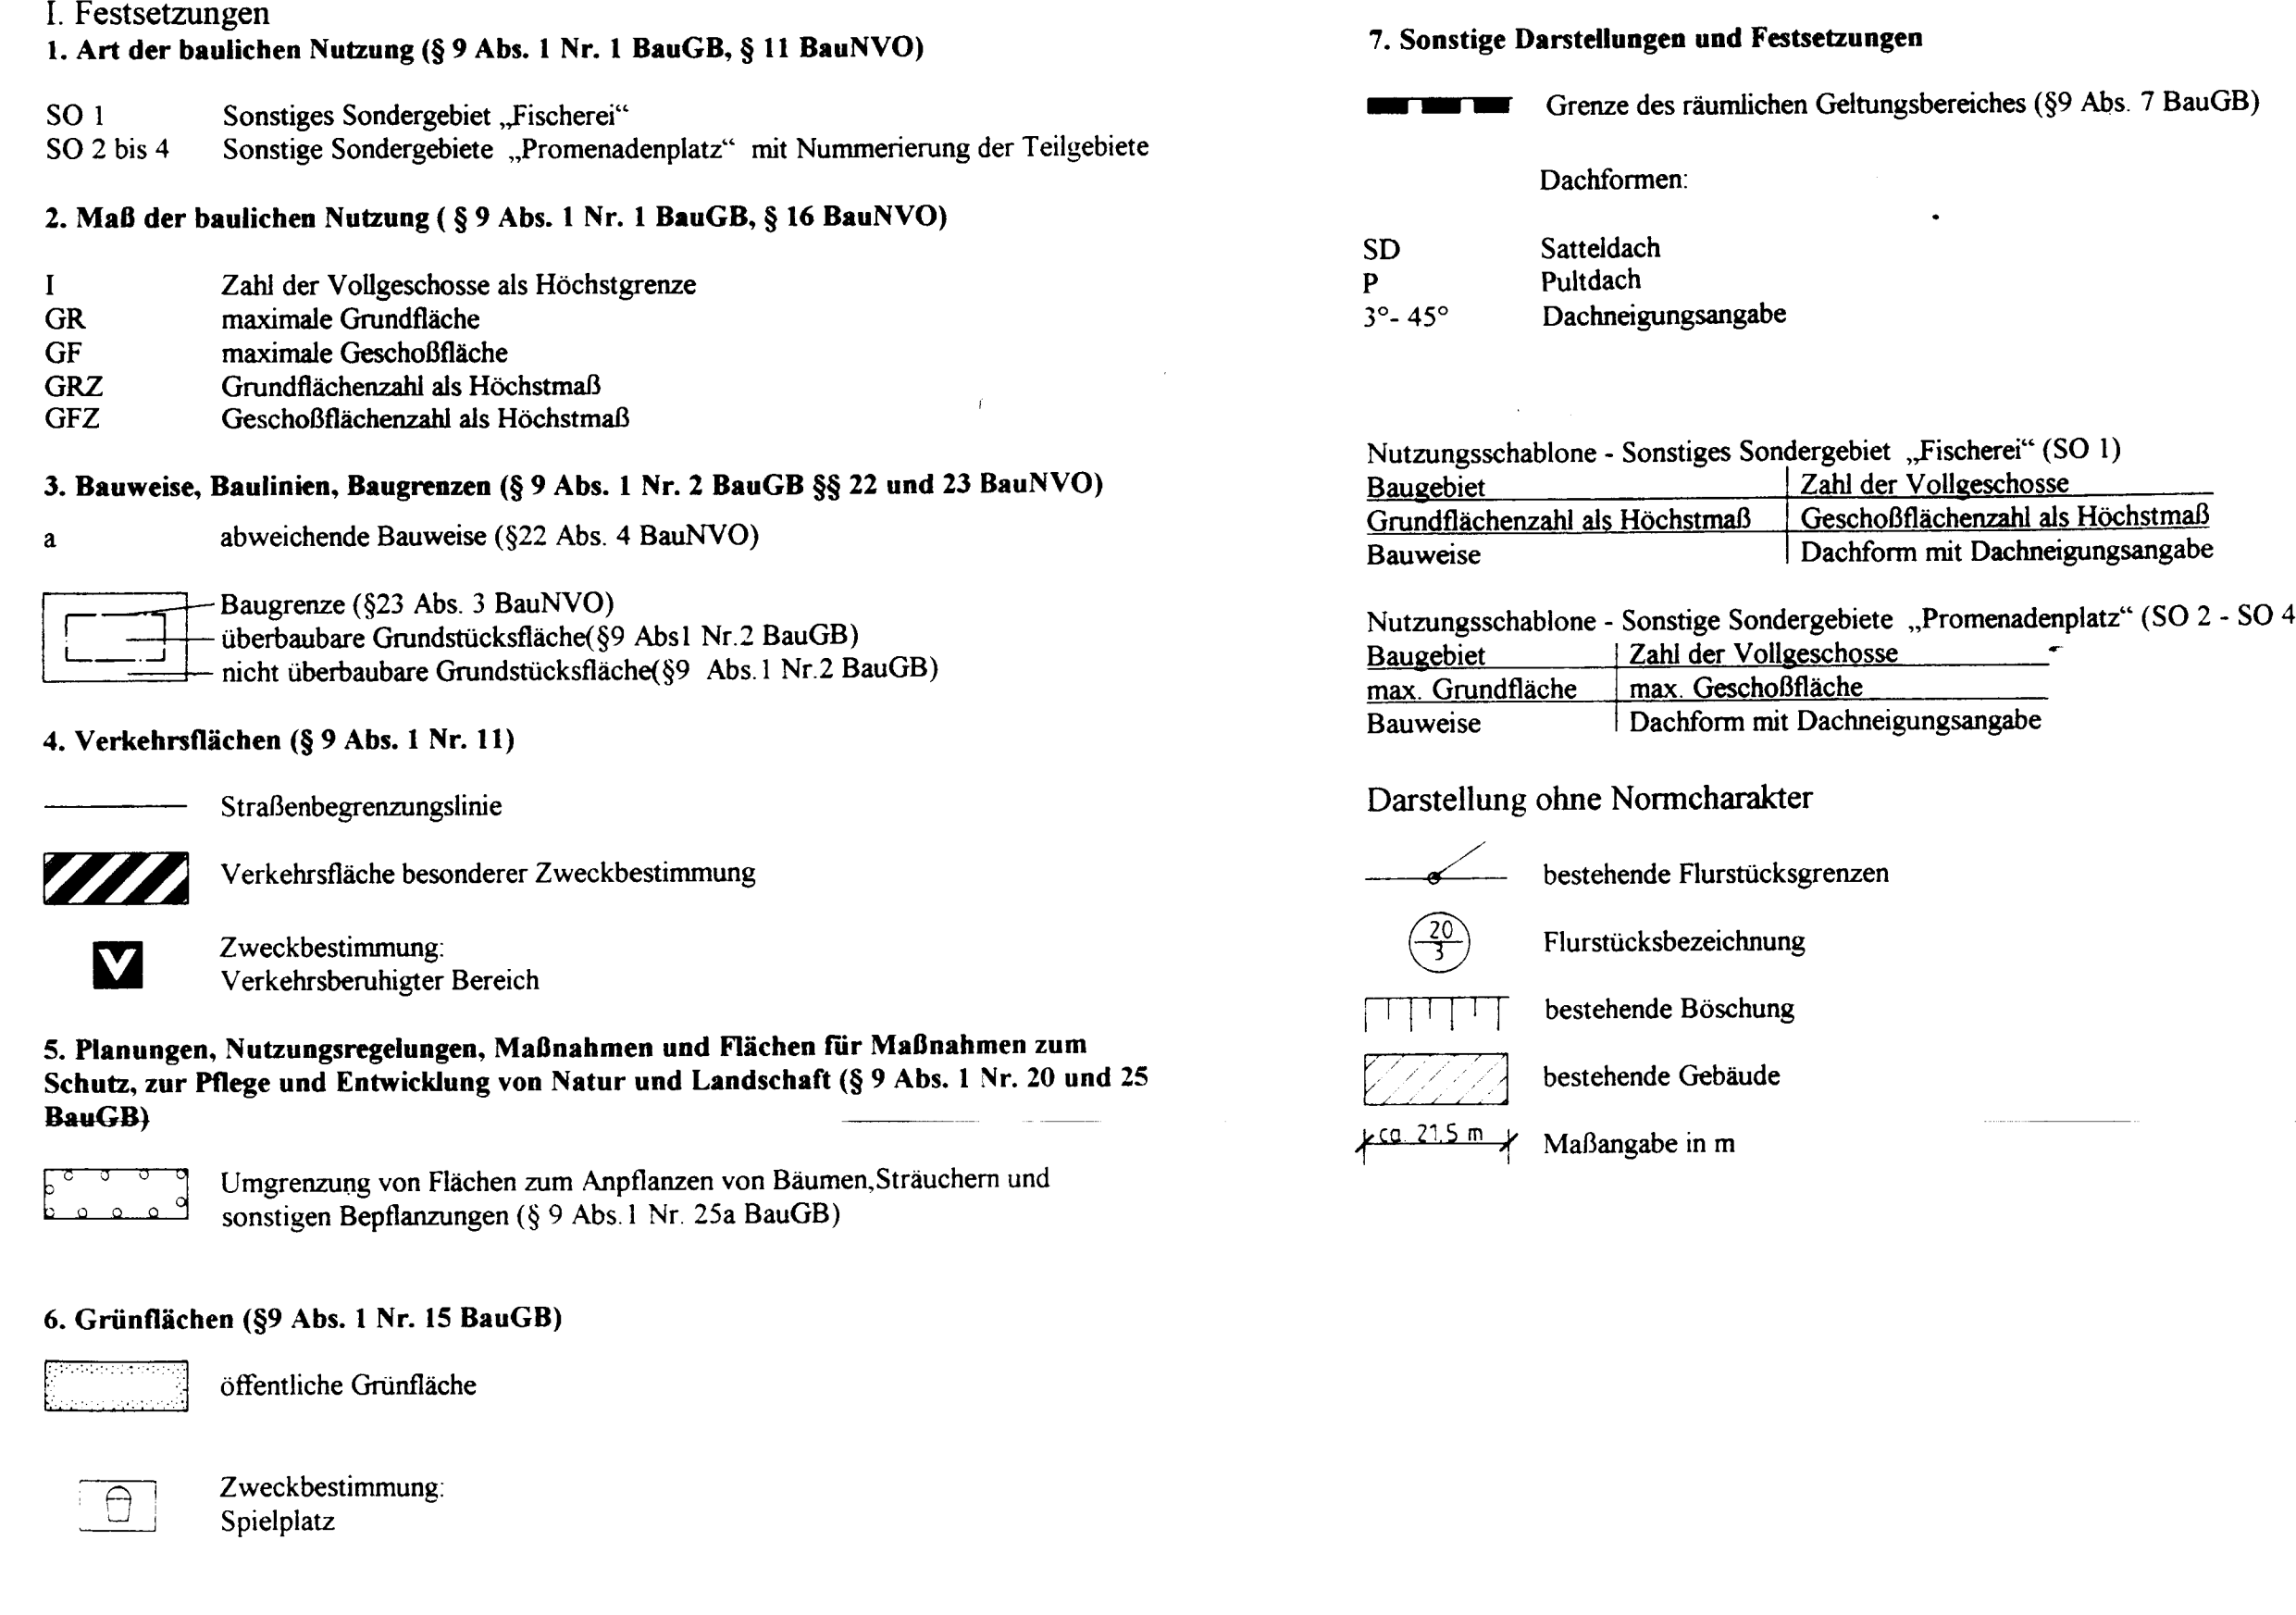 I. Festsetzungen
1. Art der baulichen Nutzung (§ 9 Abs. 1 Nr. 1 BauGB, § 11 BauNVO)
SO 1 Sonstiges Sondergebiet „Fischerei“
SO 2 bis 4 Sonstige Sondergebiete „Promenadenplatz“ mit Nummerierung der Teilgebiete
2. Maß der baulichen Nutzung ( § 9 Abs. 1 Nr. 1 BauGB, § 16 BauNVO)
I Zahl der Vollgeschosse als Höchstgrenze
GR maximale Grundfläche
GF maximale Geschoßfläche
GRZ Grundflächenzahl als Höchstmaß
GFZ Geschoßflächenzahl als Höchstmaß
3. Bauweise, Baulinien, Baugrenzen (§ 9 Abs. 1 Nr. 2 BauGB §§ 22 und 23 BauNVO)
a abweichende Bauweise (§22 Abs. 4 BauNVO)
Baugrenze (§23 Abs. 3 BauNVO)
überbaubare Grundstücksfläche(§9 Abs1 Nr.2 BauGB)
nicht überbaubare Grundstücksfläche(§9 Abs.1 Nr.2 BauGB)
4. Verkehrsflächen (§ 9 Abs. 1 Nr. 11)
Straßenbegrenzungslinie
Verkehrsfläche besonderer Zweckbestimmung
V Zweckbestimmung:
Verkehrsberuhigter Bereich
5. Planungen, Nutzungsregelungen, Maßnahmen und Flächen für Maßnahmen zum
Schutz, zur Pflege und Entwicklung von Natur und Landschaft (§ 9 Abs. 1 Nr. 20 und 25
BauGB)
Umgrenzung von Flächen zum Anpflanzen von Bäumen,Sträuchern und
sonstigen Bepflanzungen (§ 9 Abs.1 Nr. 25a BauGB)
6. Grünflächen (§9 Abs. 1 Nr. 15 BauGB)
öffentliche Grünfläche
Zweckbestimmung:
Spielplatz
7. Sonstige Darstellungen und Festsetzungen
Grenze des räumlichen Geltungsbereiches (§9 Abs. 7 BauGB)
Dachformen:
SD Satteldach
P Pultdach
3°- 45° Dachneigungsangabe
Nutzungsschablone - Sonstiges Sondergebiet „Fischerei“ (SO 1)
Baugebiet Zahl der Vollgeschosse
Grundflächenzahl als Höchstmaß Geschoßflächenzahl als Höchstmaß
Bauweise Dachform mit Dachneigungsangabe
Nutzungsschablone - Sonstige Sondergebiete „Promenadenplatz“ (SO 2 - SO 4
Baugebiet Zahl der Vollgeschosse
max. Grundfläche max. Geschoßfläche
Bauweise Dachform mit Dachneigungsangabe
Darstellung ohne Normcharakter
bestehende Flurstücksgrenzen
20
3 Flurstücksbezeichnung
bestehende Böschung
bestehende Gebäude
ca. 21.5 m Maßangabe in m